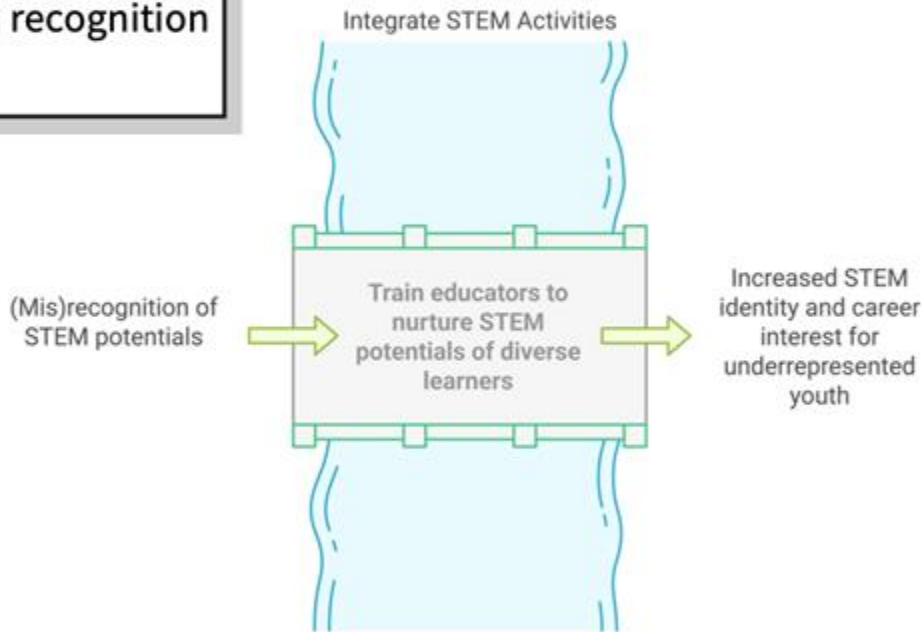 recognition
Integrate STEM Activities
(Mis)recognition of
STEM potentials
Train educators to
nurture STEM
potentials of diverse
learners
Increased STEM
identity and career
interest for
underrepresented
youth